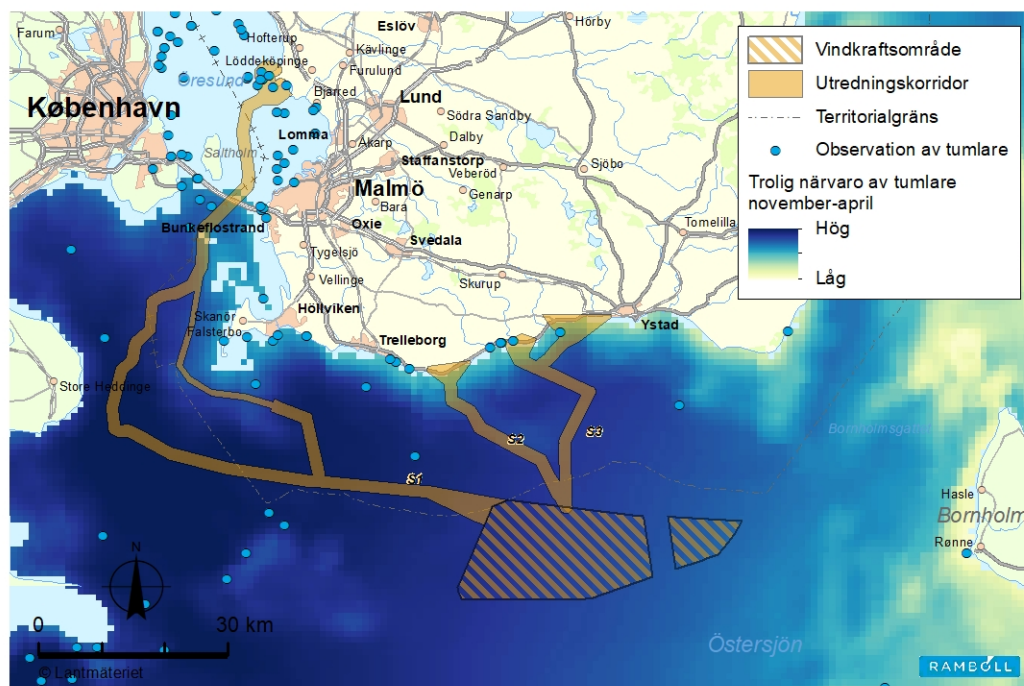 Farum
Hofterup
Eslöv
Hörby
Kävlinge
Furulund
Löddeköpinge
Öresund
Bjärred
København
Lund
Södra Sandby
Lomma
Dalby
Akarp
Saltholm
Staffanstorp
Veberöd
Sjöbo
Malmö
Genarp
Bara
Bunkeflostrand
Oxie
Svedala
Tomelilla
Tygelsjö
Vellinge
Skurup
Skanör
Falsterbo
Höllviken
Ystad
Trelleborg
Store Heddinge
Bornholmsgat
S1
S2
S3
Hasle
Bornholm
Rønne
Östersjön
Vindkraftsområde
Utredningskorridor
Territorialgräns
Observation av tumlare
Trolig närvaro av tumlare
november-april
Hög
Låg
N
0 30 km
© Lantmäteriet
RAMBOLL